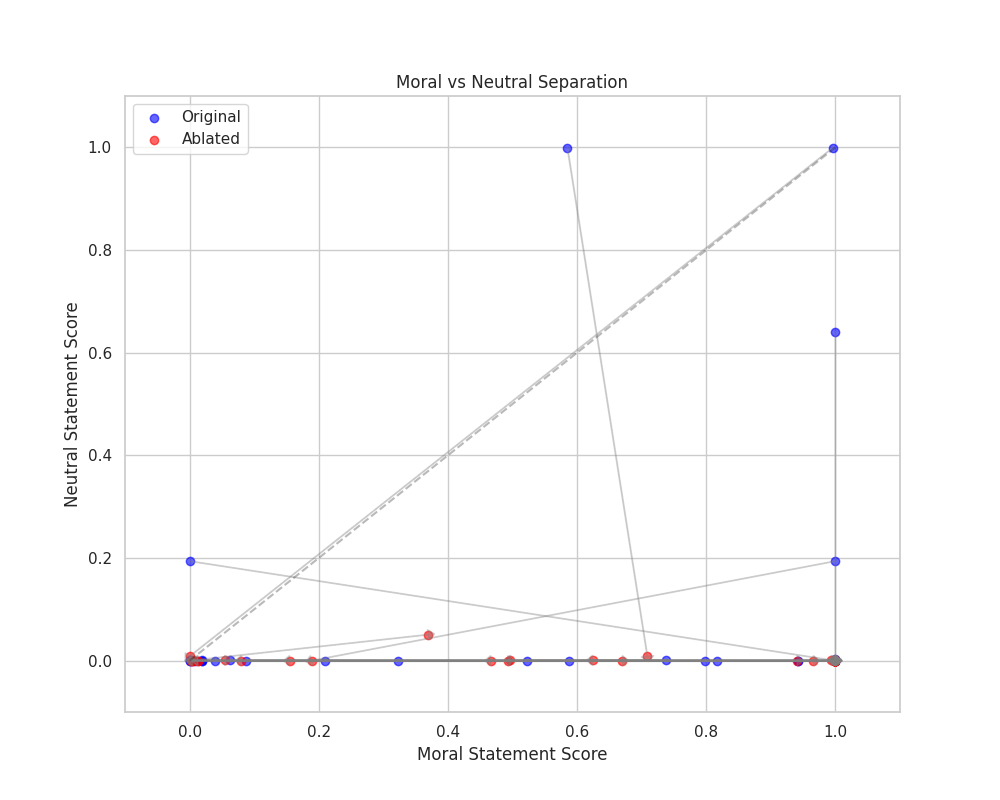 Moral vs Neutral Separation
Original
Ablated
1.0
0.8
0.6
0.4
0.2
0.0
Neutral Statement Score
0.0 0.2 0.4 0.6 0.8 1.0
Moral Statement Score